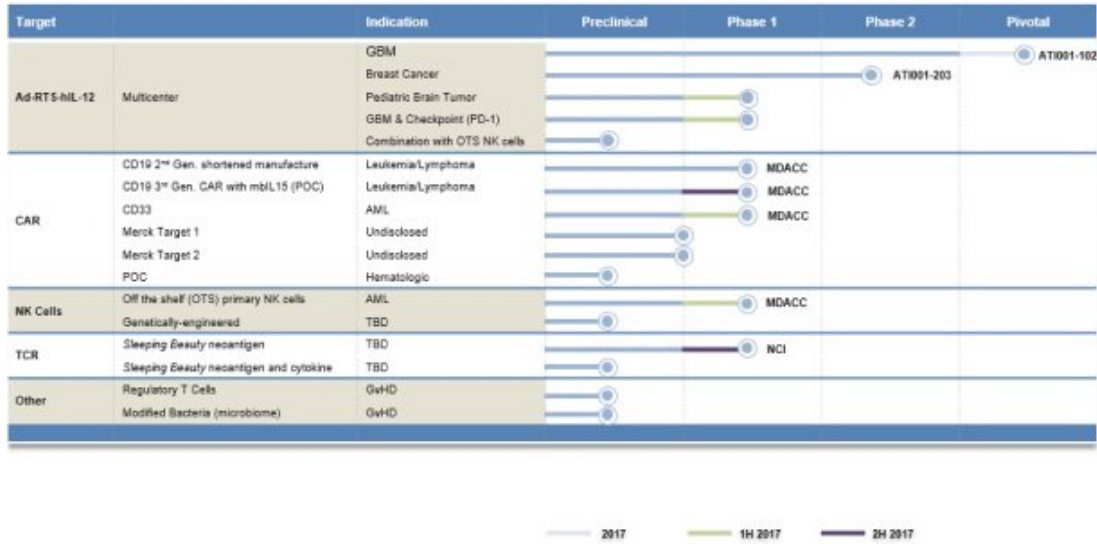 Target Indication Preclinical Phase 1 Phase 2 Pivotal
GBM ATI001-102
Breast Cancer ATI001-203
Ad-RTS-hIL-12 Multicenter Pediatric Brain Tumor
GBM & Checkpoint (PD-1)
Combination with OTS NK cells
CD19 2nd Gen. shortened manufacture Leukemia/Lymphoma MDACC
CD19 3rd Gen. CAR with mbIL15 (POC) Leukemia/Lymphoma MDACC
CD33 AML MDACC
CAR
Merck Target 1 Undisclosed
Merck Target 2 Undisclosed
POC Hematologic
Off the shelf (OTS) primary NK cells AML MDACC
NK Cells
Genetically-engineered TBD
Sleeping Beauty neoantigen TBD NCI
TCR
Sleeping Beauty neoantigen and cytokine TBD
Regulatory T Cells GvHD
Other
Modified Bacteria (microbiome) GvHD
2017 1H 2017 2H 2017